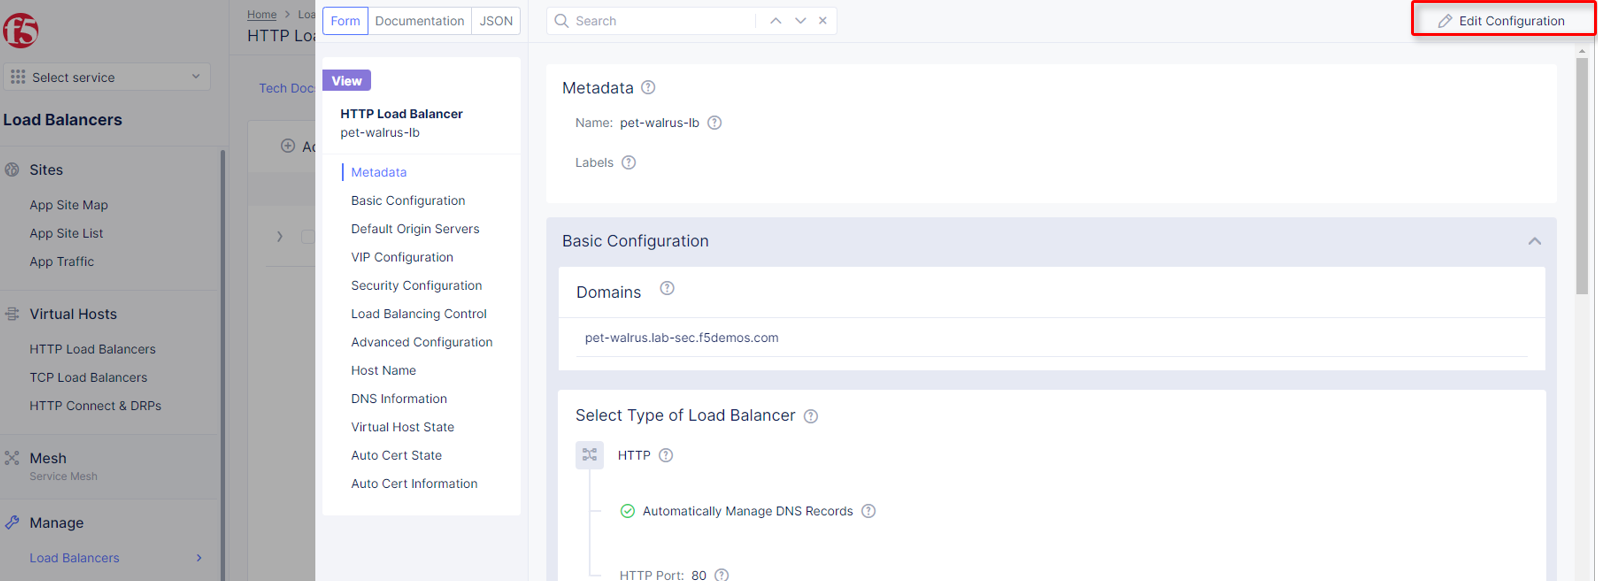 f5
Select service
Load Balancers
Sites
App Site Map
App Site List
App Traffic
Virtual Hosts
HTTP Load Balancers
TCP Load Balancers
HTTP Connect & DRPs
Mesh
Service Mesh
Manage
Load Balancers
Home > Loa
HTTP Loa
Tech Docs
Ad
Form Documentation JSON
View
HTTP Load Balancer
pet-walrus-lb
Metadata
Basic Configuration
Default Origin Servers
VIP Configuration
Security Configuration
Load Balancing Control
Advanced Configuration
Host Name
DNS Information
Virtual Host State
Auto Cert State
Auto Cert Information
Search
Edit Configuration
Metadata
Name: pet-walrus-lb
Labels
Basic Configuration
Domains
pet-walrus.lab-sec.f5demos.com
Select Type of Load Balancer
HTTP
Automatically Manage DNS Records
HTTP Port: 80